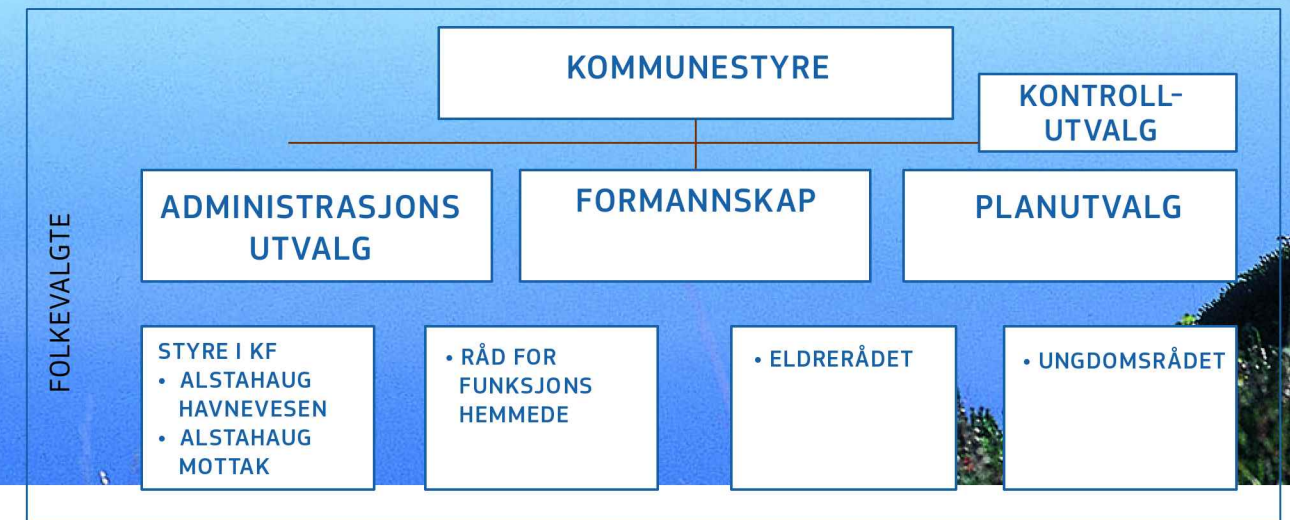 KOMMUNESTYRE
KONTROLL-
UTVALG
ADMINISTRASJONS
UTVALG
FORMANNSKAP
PLANUTVALG
FOLKEVALGTE
STYRE I KF
• ALSTAHAUG
HAVNEVESEN
• ALSTAHAUG
MOTTAK
• RÅD FOR
FUNKSJONS
HEMMEDE
• ELDRERÅDET
• UNGDOMSRÅDET